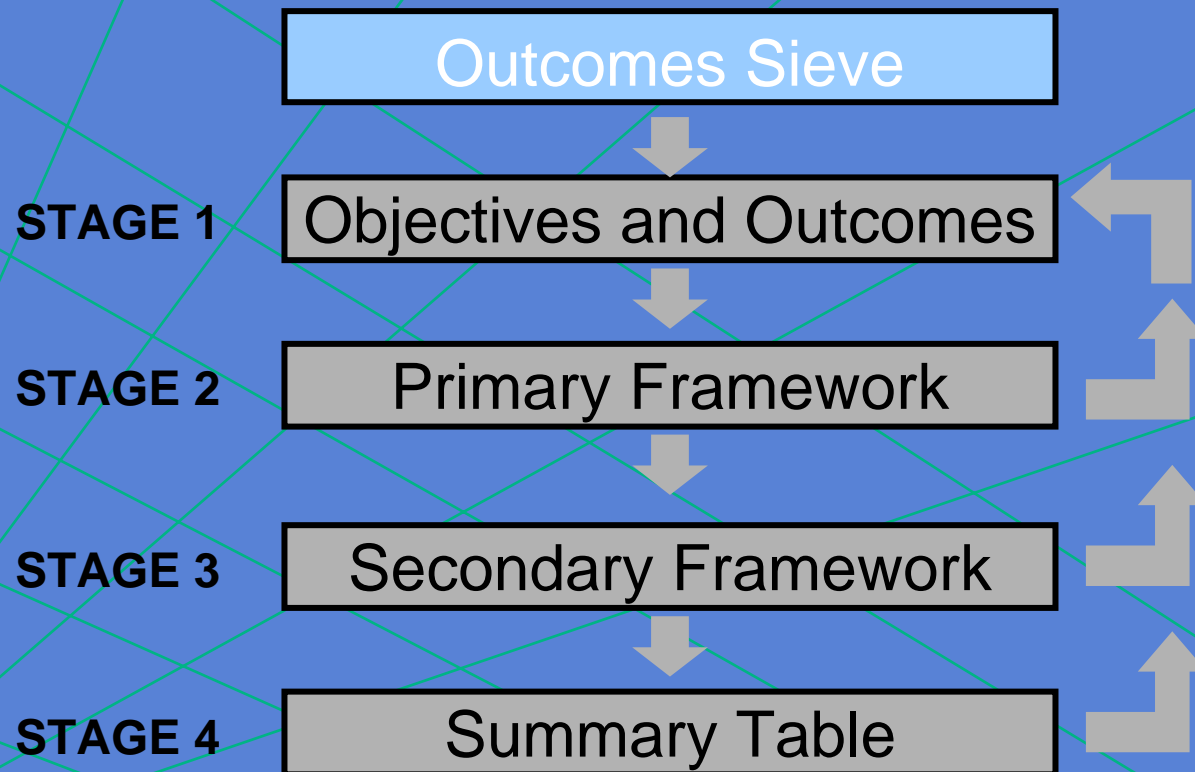 Outcomes Sieve
STAGE 1 Objectives and Outcomes
STAGE 2 Primary Framework
STAGE 3 Secondary Framework
STAGE 4 Summary Table